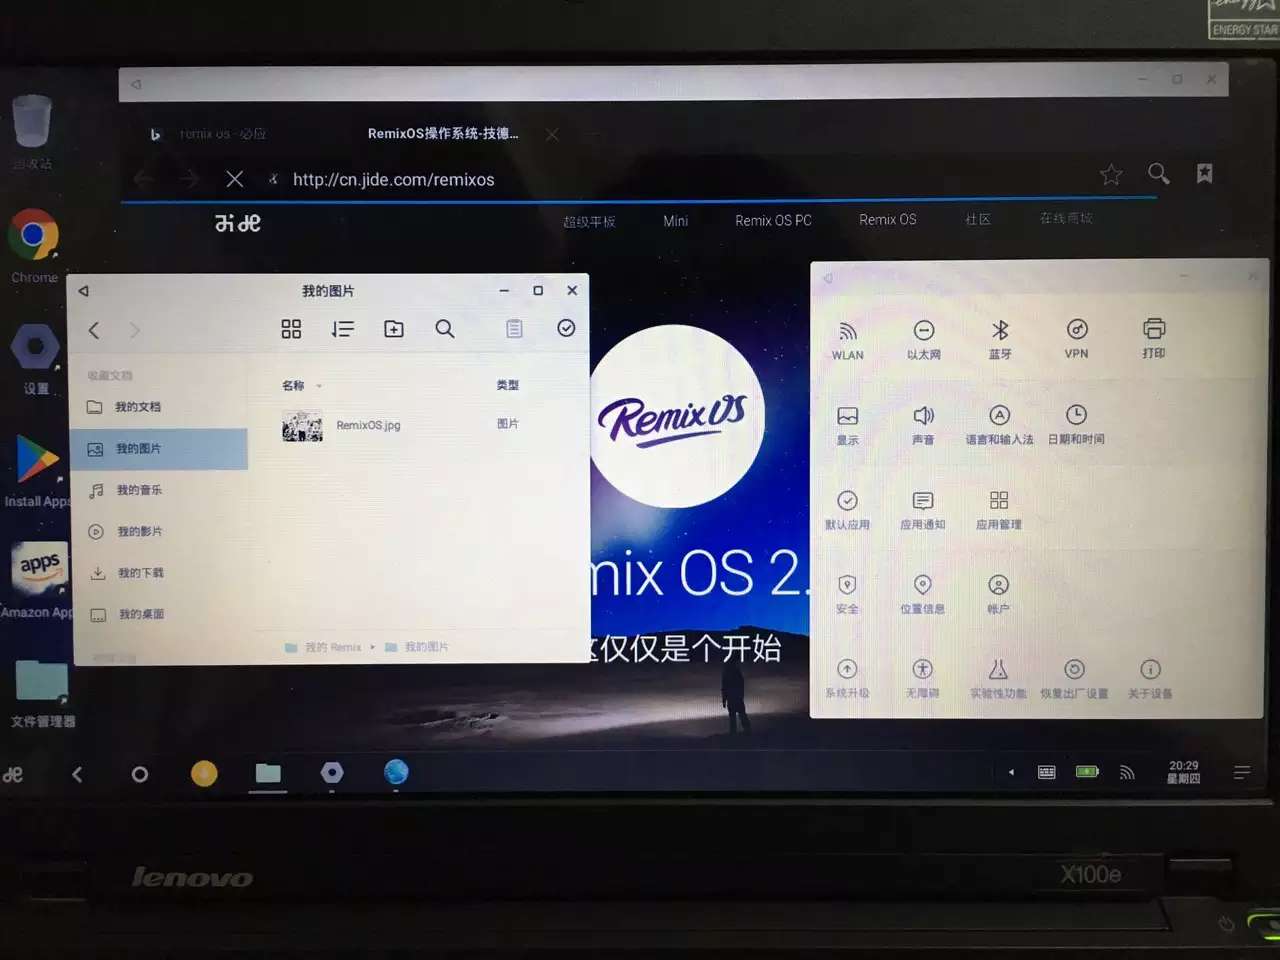 ENERGY STAR
remix os - 必应
RemixOS操作系统-技德...
http://cn.jide.com/remixos
超级平板
Mini
Remix OS PC
Remix OS
社区
在线商城
回收站
Chrome
设置
Install Apps
apps
Amazon App
文件管理器
我的图片
收藏文档
我的文档
我的图片
我的音乐
我的影片
我的下载
我的桌面
名称
类型
RemixOS.jpg
图片
我的 Remix
我的图片
Remix OS
mix OS 2.
这仅仅是个开始
WLAN
以太网
蓝牙
VPN
打印
显示
声音
语言和输入法
日期和时间
默认应用
应用通知
应用管理
安全
位置信息
帐户
系统升级
无障碍
实验性功能
恢复出厂设置
关于设备
20:29
星期四
lenovo
X100e